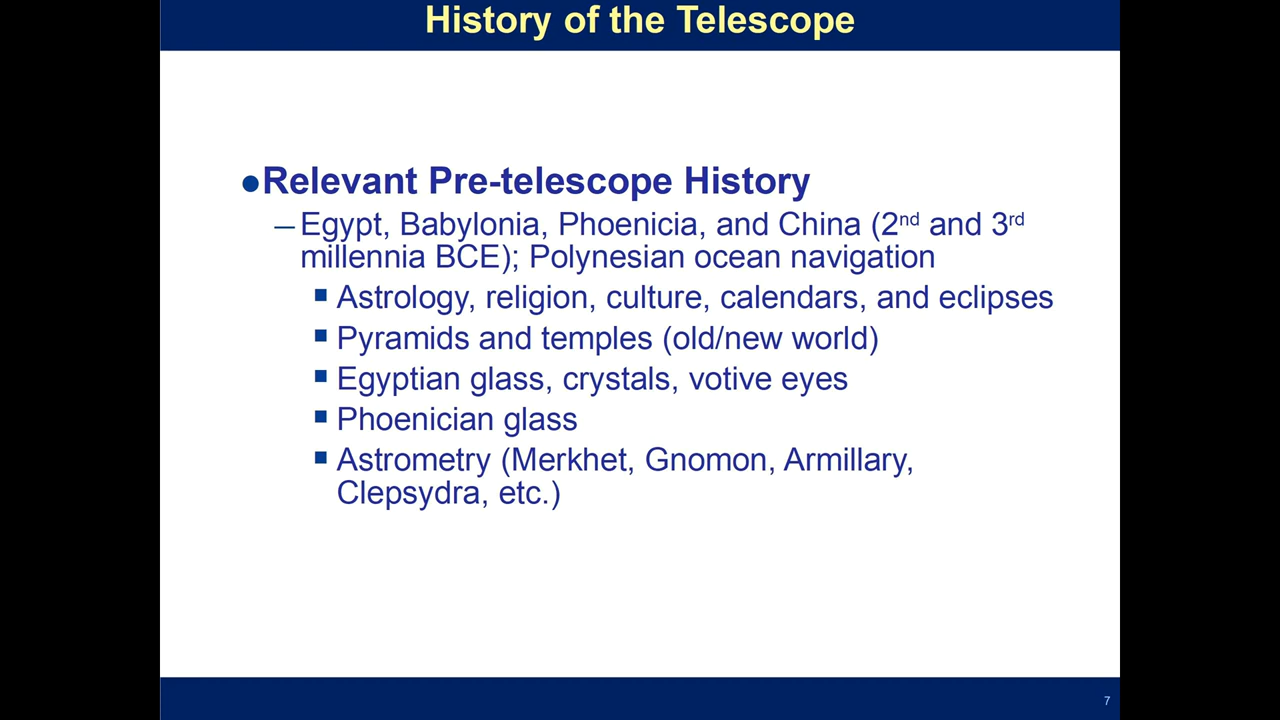 History of the Telescope
●Relevant Pre-telescope History
–Egypt, Babylonia, Phoenicia, and China (2nd and 3rd
millennia BCE); Polynesian ocean navigation
▪Astrology, religion, culture, calendars, and eclipses
▪Pyramids and temples (old/new world)
▪Egyptian glass, crystals, votive eyes
▪Phoenician glass
▪Astrometry (Merkhet, Gnomon, Armillary,
Clepsydra, etc.)
7